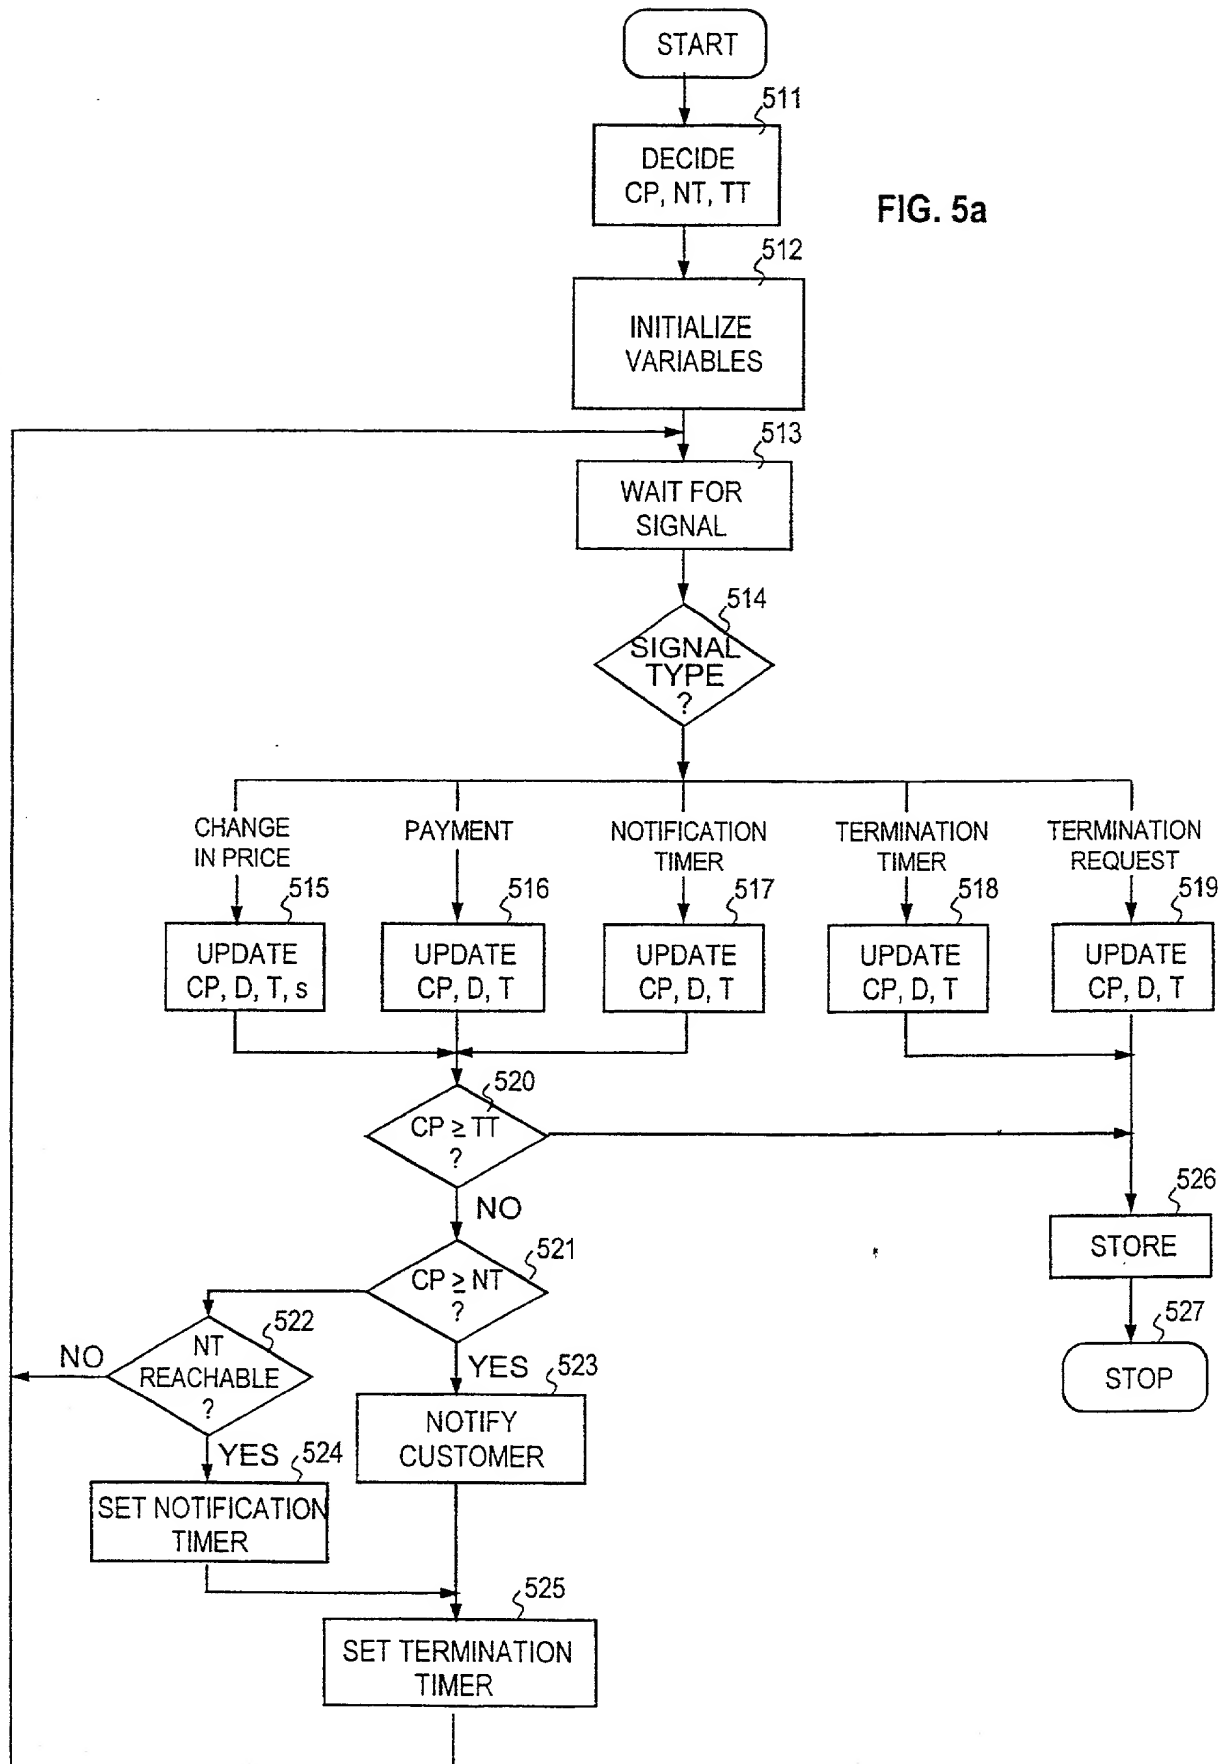 START
511
DECIDE
CP, NT, TT
FIG. 5a
512
INITIALIZE
VARIABLES
513
WAIT FOR
SIGNAL
514
SIGNAL
TYPE
?
CHANGE
IN PRICE
PAYMENT
NOTIFICATION
TIMER
TERMINATION
TIMER
TERMINATION
REQUEST
515
516
517
518
519
UPDATE
CP, D, T, s
UPDATE
CP, D, T
UPDATE
CP, D, T
UPDATE
CP, D, T
UPDATE
CP, D, T
520
CP ≥ TT
?
NO
526
STORE
521
CP ≥ NT
?
522
NT
REACHABLE
?
NO
YES
523
NOTIFY
CUSTOMER
527
STOP
YES
524
SET NOTIFICATION
TIMER
525
SET TERMINATION
TIMER